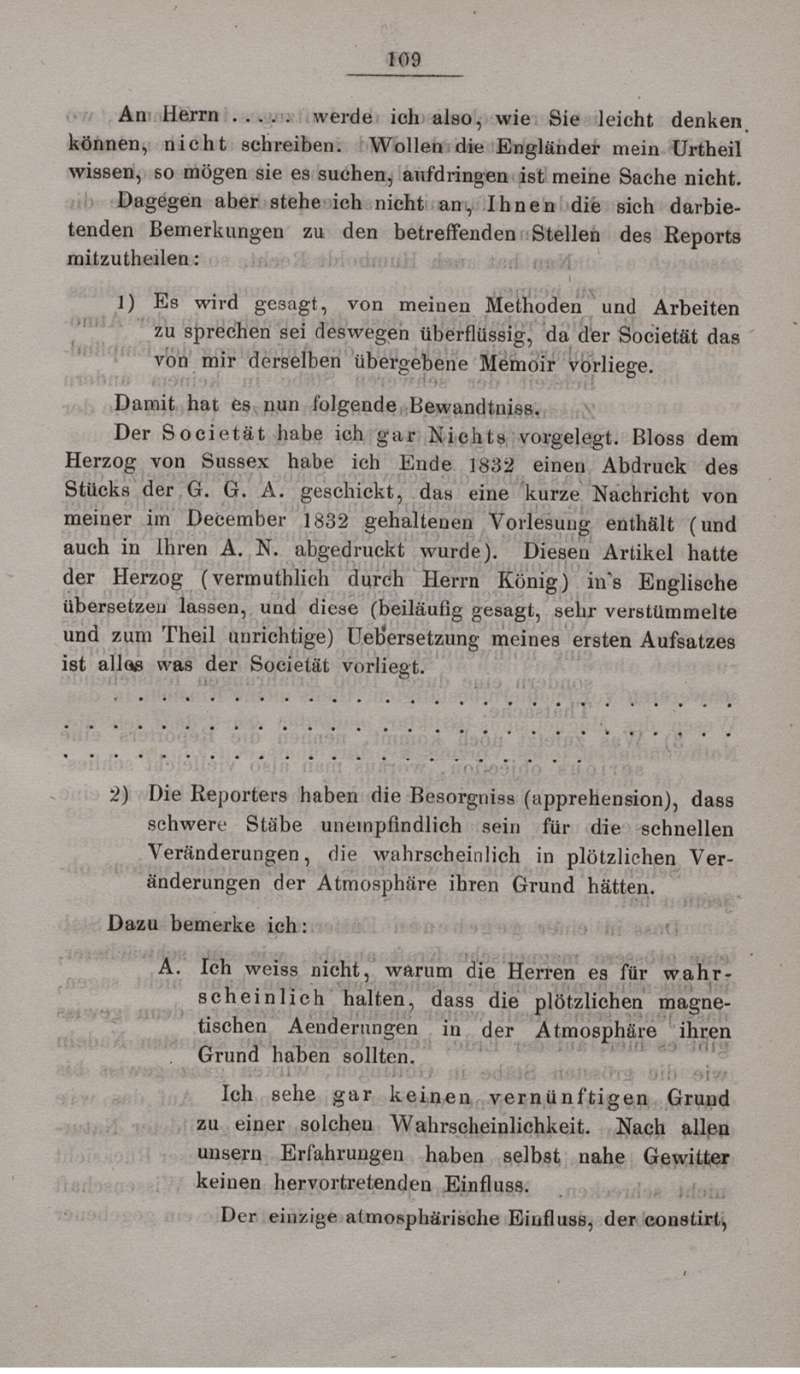 109
An Herrn ..... werde ich also, wie Sie leicht denken
können, nicht schreiben. Wollen die Engländer mein Urtheil
wissen, so mögen sie es suchen, aufdringen ist meine Sache nicht.
Dagegen aber stehe ich nicht an, Ihnen die sich darbie-
tenden Bemerkungen zu den betreffenden Stellen des Reports
mitzutheilen:
1) Es wird gesagt, von meinen Methoden und Arbeiten
zu sprechen sei deswegen überflüssig, da der Societät das
von mir derselben übergebene Memoir vorliege.
Damit hat es nun folgende Bewandtniss.
Der Societät habe ich gar Nichts vorgelegt. Bloss dem
Herzog von Sussex habe ich Ende 1832 einen Abdruck des
Stücks der G. G. A. geschickt, das eine kurze Nachricht von
meiner im December 1832 gehaltenen Vorlesung enthält (und
auch in Ihren A. N. abgedruckt wurde). Diesen Artikel hatte
der Herzog (vermuthlich durch Herrn König) in's Englische
übersetzen lassen, und diese (beiläufig gesagt, sehr verstümmelte
und zum Theil unrichtige) Uebersetzung meines ersten Aufsatzes
ist alles was der Societät vorliegt.
. . . . . . . . . . . . . . . . . . . . . . . . . .
. . . . . . . . . . . . . . . . . . . . . . . . . . . .
. . . . . . . . . . . . . . . . . . . . . .
2) Die Reporters haben die Besorgniss (apprehension), dass
schwere Stäbe unempfindlich sein für die schnellen
Veränderungen, die wahrscheinlich in plötzlichen Ver-
änderungen der Atmosphäre ihren Grund hätten.
Dazu bemerke ich:
A. Ich weiss nicht, warum die Herren es für wahr-
scheinlich halten, dass die plötzlichen magne-
tischen Aenderungen in der Atmosphäre ihren
Grund haben sollten.
Ich sehe gar keinen vernünftigen Grund
zu einer solchen Wahrscheinlichkeit. Nach allen
unsern Erfahrungen haben selbst nahe Gewitter
keinen hervortretenden Einfluss.
Der einzige atmosphärische Einfluss, der constirt,